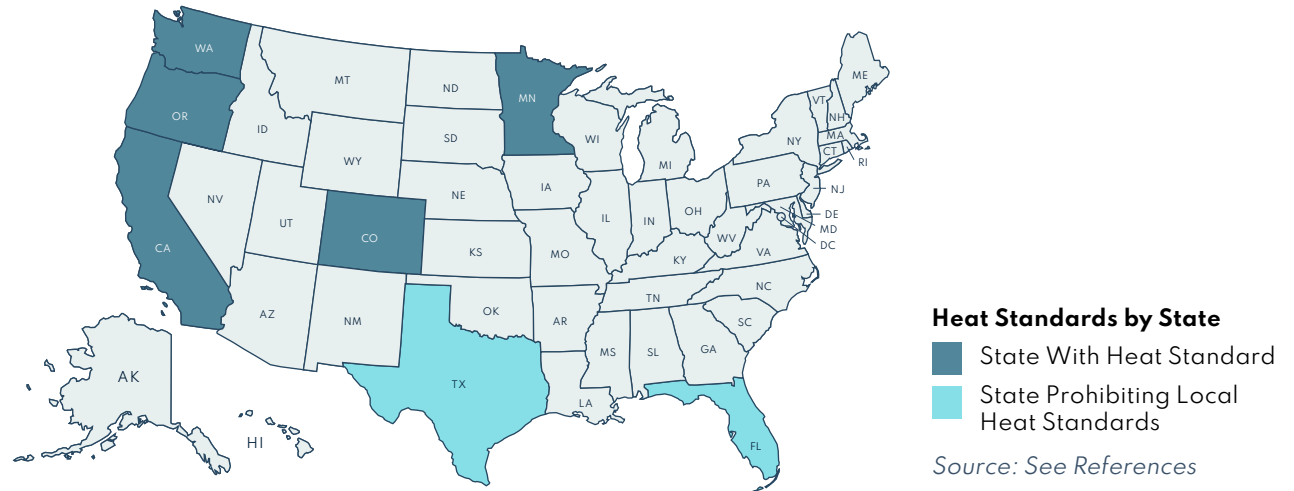 WA
MT
ND
MN
OR
ID
SD
WI
MI
ME
VT
NH
NY
MA
CT
RI
WY
NV
UT
CO
NE
IA
IL
IN
OH
PA
NJ
DE
MD
DC
CA
KS
MO
KY
WV
VA
AZ
NM
OK
AR
TN
NC
SC
MS
SL
GA
TX
LA
FL
AK
HI
Heat Standards by State
State With Heat Standard
State Prohibiting Local
Heat Standards
Source: See References